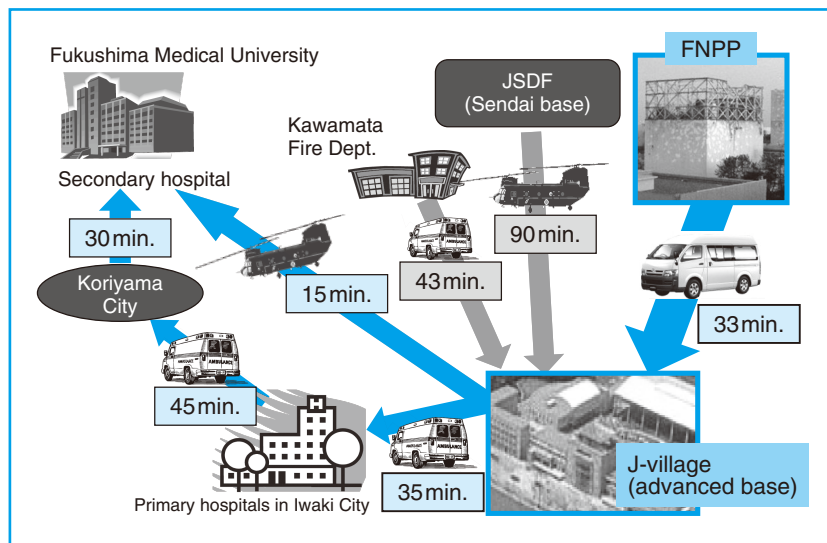 Fukushima Medical University
FNPP
JSDF
(Sendai base)
Kawamata
Fire Dept.
Secondary hospital
30 min.
90 min.
Koriyama
City
15 min.
43 min.
33 min.
AMBULANCE
45 min.
H
35 min.
J-village
(advanced base)
Primary hospitals in Iwaki City